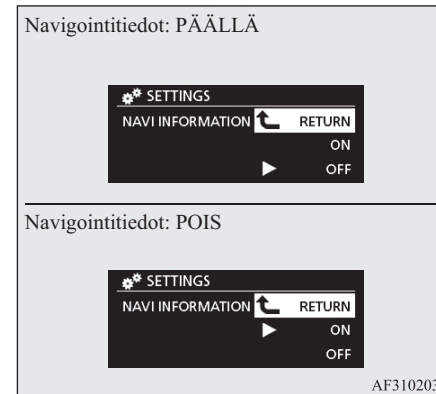 Navigointitiedot: PÄÄLLÄ
SETTINGS
NAVI INFORMATION RETURN
ON
OFF
Navigointitiedot: POIS
SETTINGS
NAVI INFORMATION RETURN
ON
OFF
AF310203